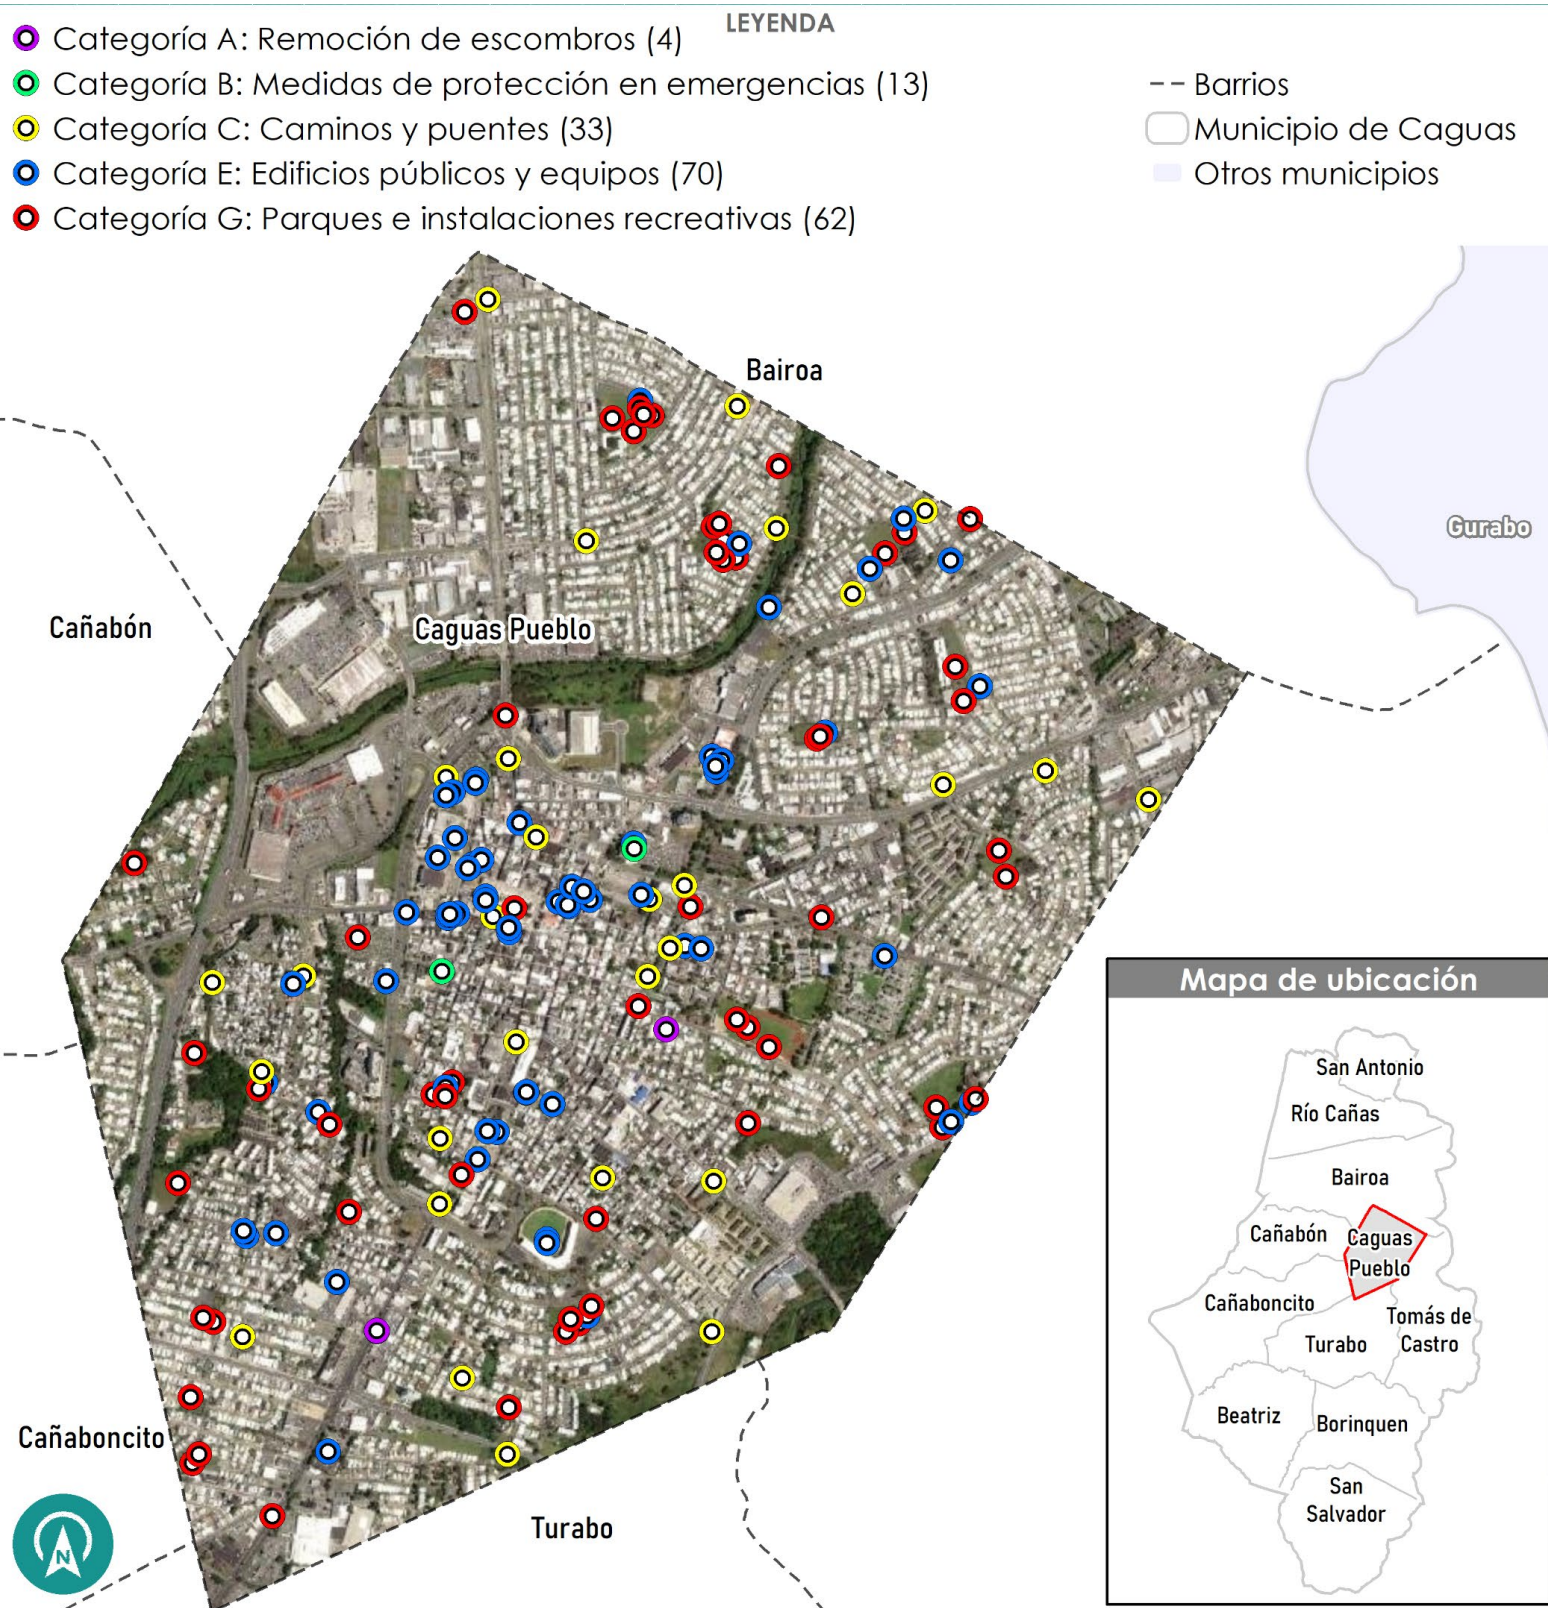 LEYENDA
Categoría A: Remoción de escombros (4)
Categoría B: Medidas de protección en emergencias (13)
Categoría C: Caminos y puentes (33)
Categoría E: Edificios públicos y equipos (70)
Categoría G: Parques e instalaciones recreativas (62)
Barrios
Municipio de Caguas
Otros municipios
Bairoa
Gurabo
Cañabón
Caguas Pueblo
Cañaboncito
Turabo
N
Mapa de ubicación
San Antonio
Río Cañas
Bairoa
Cañabón
Caguas
Pueblo
Cañaboncito
Tomás de
Castro
Turabo
Beatriz
Borinquen
San
Salvador